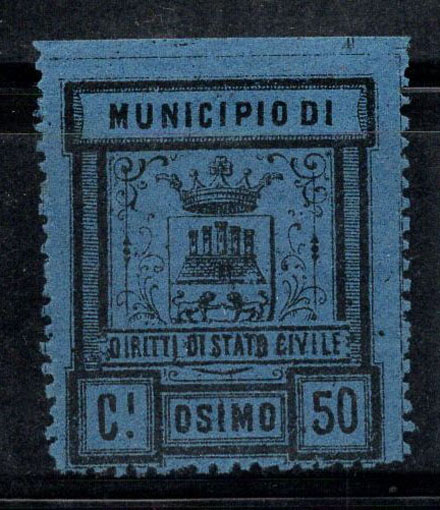 MUNICIPIO DI
DIRITTI DI STATO CIVILE
C! OSIMO 50